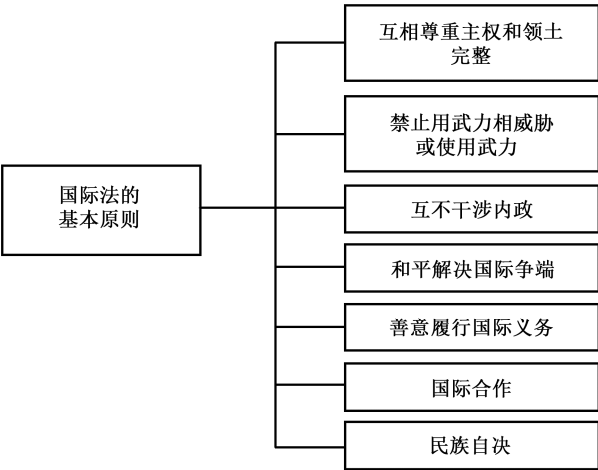 国际法的
基本原则
互相尊重主权和领土
完整
禁止用武力相威胁
或使用武力
互不干涉内政
和平解决国际争端
善意履行国际义务
国际合作
民族自决